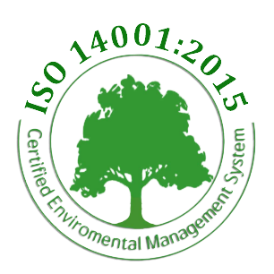 ISO 14001:2015
Certified Enviromental Management System